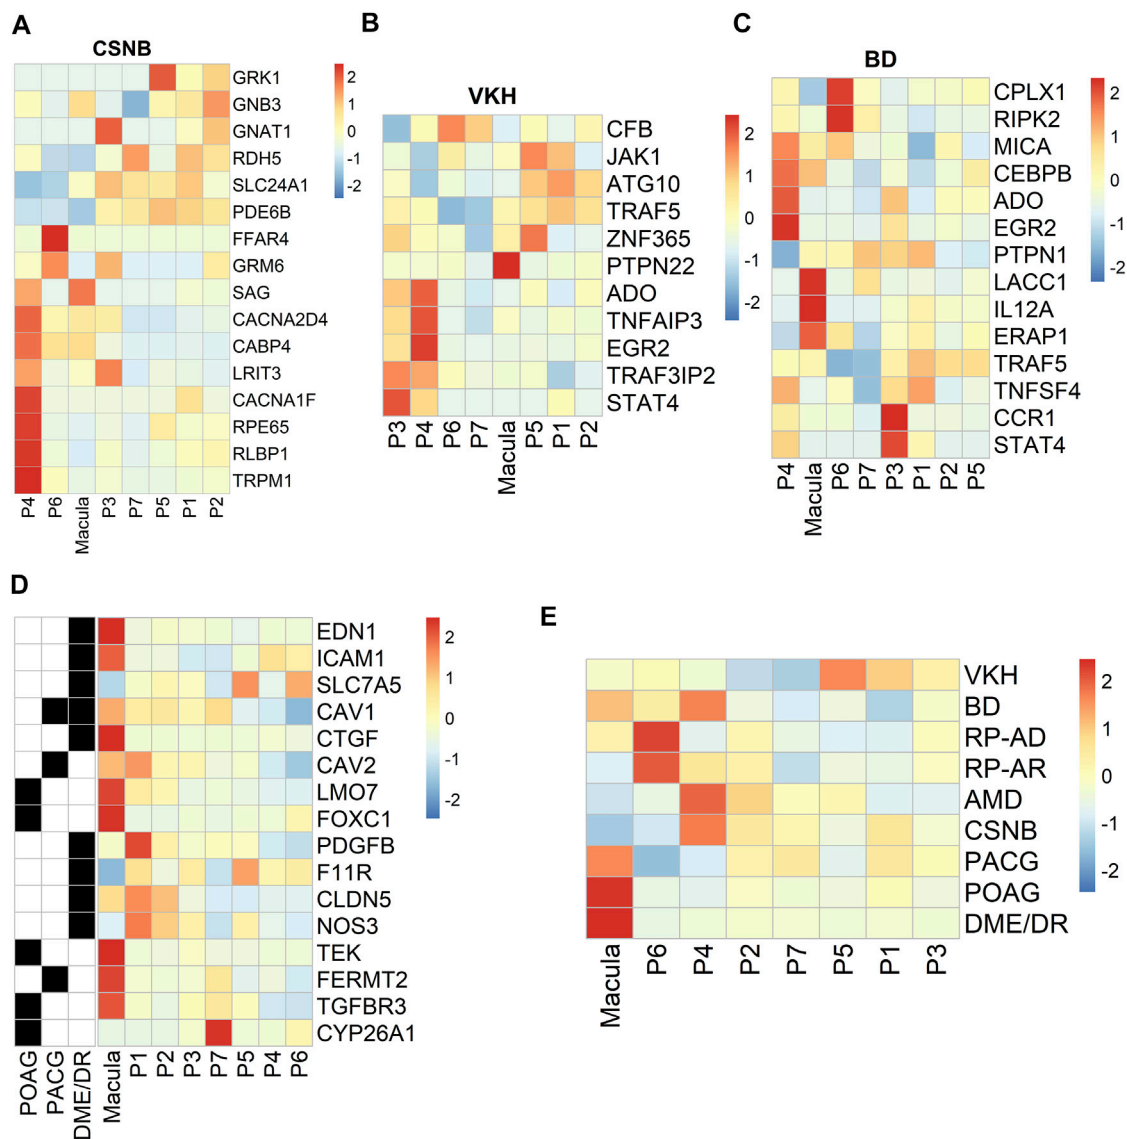 A
CSNB
GRK1
GNB3
GNAT1
RDH5
SLC24A1
PDE6B
FFAR4
GRM6
SAG
CACNA2D4
CABP4
LRIT3
CACNA1F
RPE65
RLBP1
TRPM1
P4 P6 Macula P3 P7 P5 P1 P2
2
1
0
-1
-2
B
VKH
CFB
JAK1
ATG10
TRAF5
ZNF365
PTPN22
ADO
TNFAIP3
EGR2
TRAF3IP2
STAT4
P3 P4 P6 P7 Macula P5 P1 P2
2
1
0
-1
-2
C
BD
CPLX1
RIPK2
MICA
CEBPB
ADO
EGR2
PTPN1
LACC1
IL12A
ERAP1
TRAF5
TNFSF4
CCR1
STAT4
P4 Macula P6 P7 P3 P1 P2 P5
2
1
0
-1
-2
D
EDN1
ICAM1
SLC7A5
CAV1
CTGF
CAV2
LMO7
FOXC1
PDGFB
F11R
CLDN5
NOS3
TEK
FERMT2
TGFBR3
CYP26A1
POAG PACG DME/DR Macula P1 P2 P3 P7 P5 P4 P6
2
1
0
-1
-2
E
VKH
BD
RP-AD
RP-AR
AMD
CSNB
PACG
POAG
DME/DR
Macula P6 P4 P2 P7 P5 P1 P3
2
1
0
-1
-2